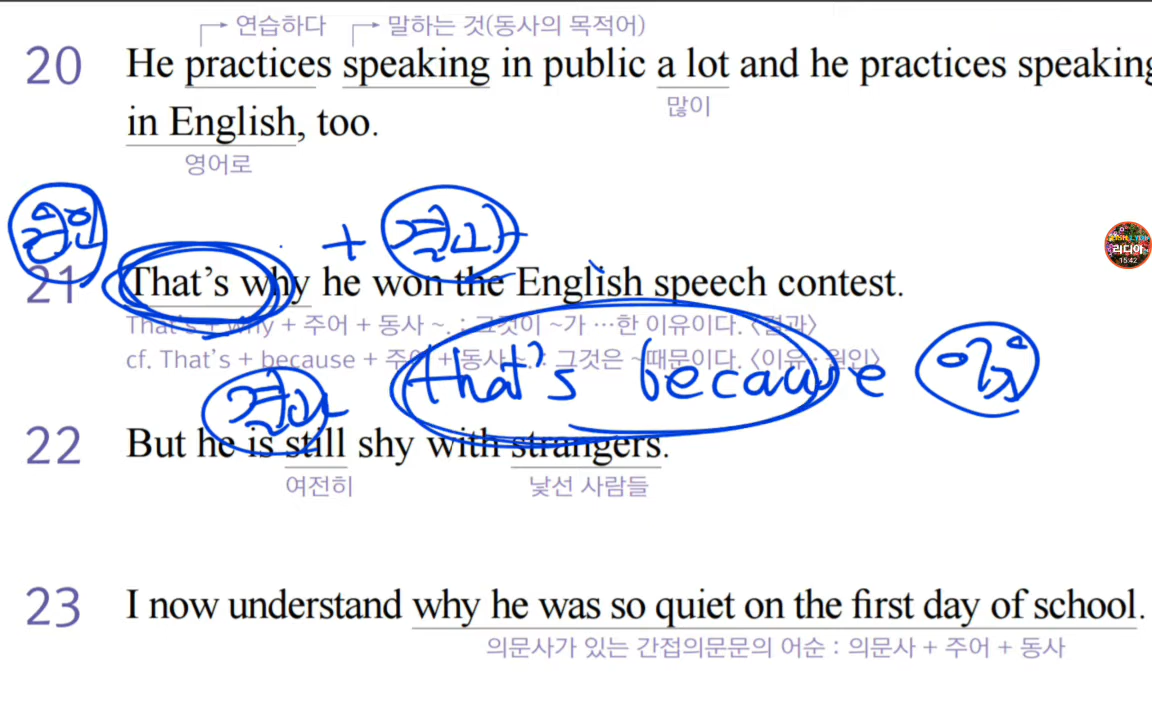 연습하다 말하는 것(동사의 목적어)
20 He practices speaking in public a lot and he practices speaking
많이
in English, too.
영어로
원인 + 결과
21 That's why he won the English speech contest.
That's + why + 주어 + 동사 ~. : 그것이 ~가 …한 이유이다. <결과>
cf. That's + because + 주어 + 동사 ~. : 그것은 ~때문이다. <이유·원인>
결과 that's because
22 But he is still shy with strangers.
여전히 낯선 사람들
23 I now understand why he was so quiet on the first day of school.
의문사가 있는 간접의문문의 어순 : 의문사 + 주어 + 동사
리디아
15:42